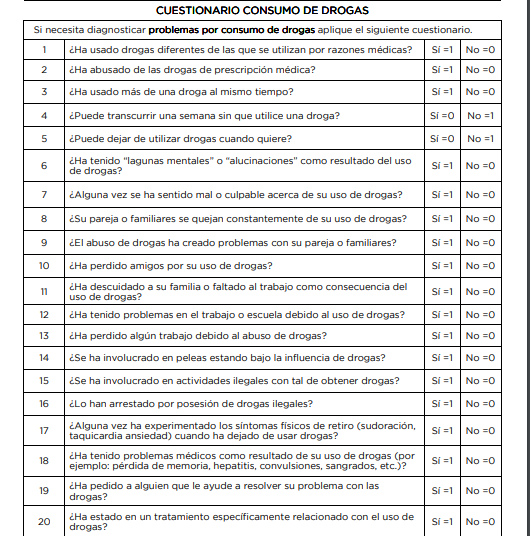 CUESTIONARIO CONSUMO DE DROGAS
Si necesita diagnosticar problemas por consumo de drogas aplique el siguiente cuestionario.
1 ¿Ha usado drogas diferentes de las que se utilizan por razones médicas? Sí =1 No =0
2 ¿Ha abusado de las drogas de prescripción médica? Sí =1 No =0
3 ¿Ha usado más de una droga al mismo tiempo? Sí =1 No =0
4 ¿Puede transcurrir una semana sin que utilice una droga? Sí =0 No =1
5 ¿Puede dejar de utilizar drogas cuando quiere? Sí =0 No =1
6 ¿Ha tenido “lagunas mentales” o “alucinaciones” como resultado del uso
de drogas? Sí =1 No =0
7 ¿Alguna vez se ha sentido mal o culpable acerca de su uso de drogas? Sí =1 No =0
8 ¿Su pareja o familiares se quejan constantemente de su uso de drogas? Sí =1 No =0
9 ¿El abuso de drogas ha creado problemas con su pareja o familiares? Sí =1 No =0
10 ¿Ha perdido amigos por su uso de drogas? Sí =1 No =0
11 ¿Ha descuidado a su familia o faltado al trabajo como consecuencia del
uso de drogas? Sí =1 No =0
12 ¿Ha tenido problemas en el trabajo o escuela debido al uso de drogas? Sí =1 No =0
13 ¿Ha perdido algún trabajo debido al abuso de drogas? Sí =1 No =0
14 ¿Se ha involucrado en peleas estando bajo la influencia de drogas? Sí =1 No =0
15 ¿Se ha involucrado en actividades ilegales con tal de obtener drogas? Sí =1 No =0
16 ¿Lo han arrestado por posesión de drogas ilegales? Sí =1 No =0
17 ¿Alguna vez ha experimentado los síntomas físicos de retiro (sudoración,
taquicardia ansiedad) cuando ha dejado de usar drogas? Sí =1 No =0
18 ¿Ha tenido problemas médicos como resultado de su uso de drogas (por
ejemplo: pérdida de memoria, hepatitis, convulsiones, sangrados, etc.)? Sí =1 No =0
19 ¿Ha pedido a alguien que le ayude a resolver su problema con las
drogas? Sí =1 No =0
20 ¿Ha estado en un tratamiento específicamente relacionado con el uso de
drogas? Sí =1 No =0